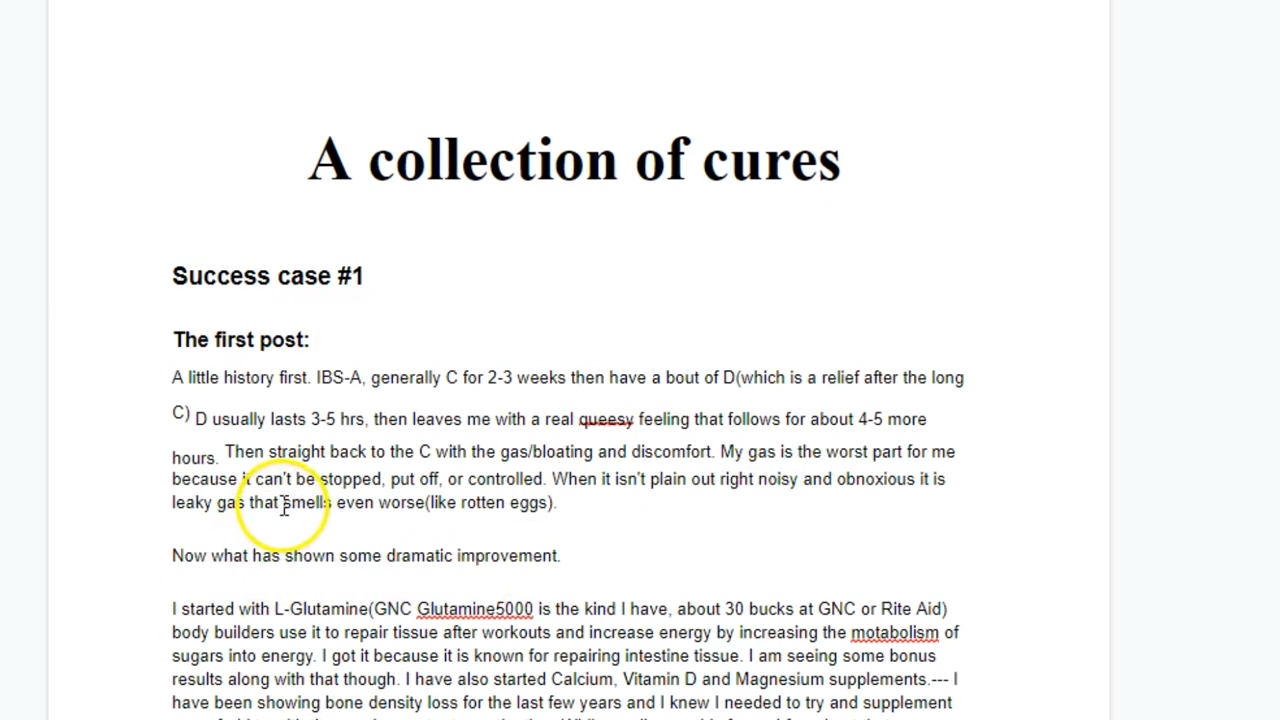 A collection of cures
Success case #1
The first post:
A little history first. IBS-A, generally C for 2-3 weeks then have a bout of D(which is a relief after the long
C) D usually lasts 3-5 hrs, then leaves me with a real queesy feeling that follows for about 4-5 more
hours. Then straight back to the C with the gas/bloating and discomfort. My gas is the worst part for me
because it can't be stopped, put off, or controlled. When it isn't plain out right noisy and obnoxious it is
leaky gas that smells even worse(like rotten eggs).
Now what has shown some dramatic improvement.
I started with L-Glutamine(GNC Glutamine5000 is the kind I have, about 30 bucks at GNC or Rite Aid)
body builders use it to repair tissue after workouts and increase energy by increasing the motabolism of
sugars into energy. I got it because it is known for repairing intestine tissue. I am seeing some bonus
results along with that though. I have also started Calcium, Vitamin D and Magnesium supplements.--- I
have been showing bone density loss for the last few years and I knew I needed to try and supplement